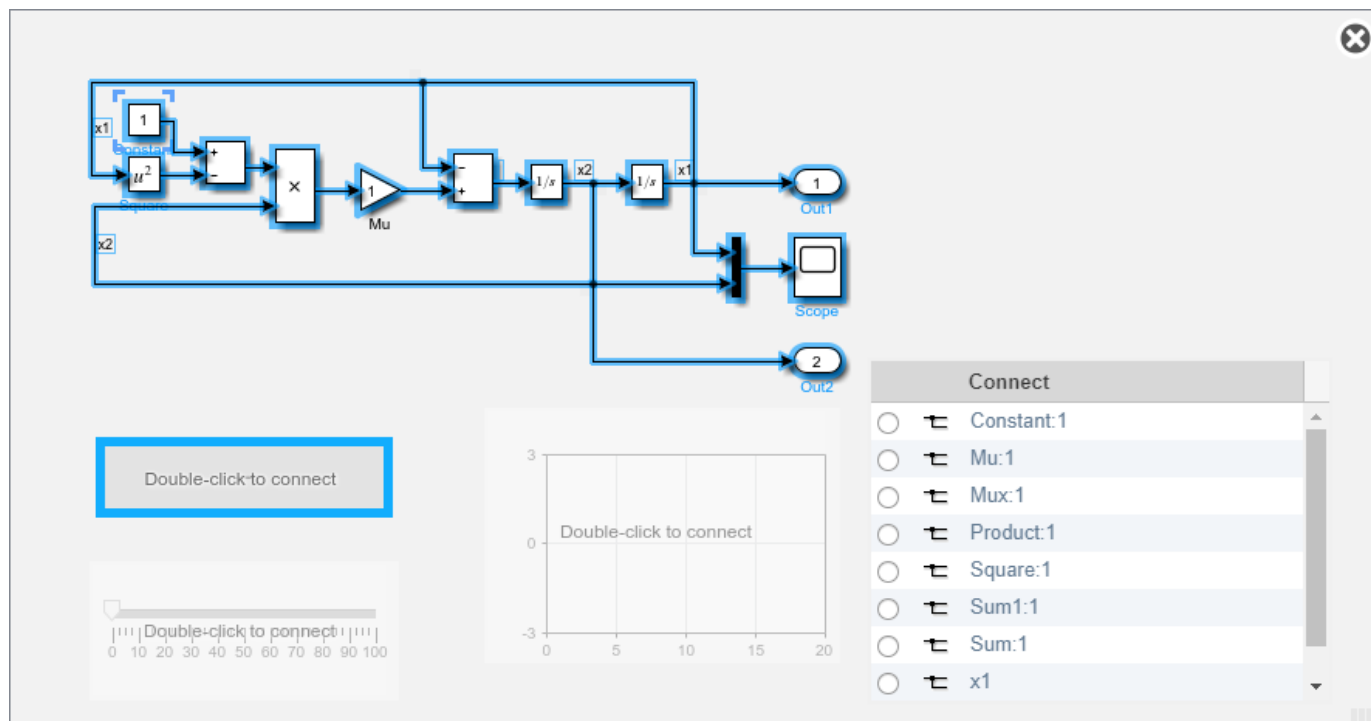 x1
1
Constant
u²
Square
+
−
×
1
Mu
−
+
1/s
x2
1/s
x1
1
Out1
x2
Scope
2
Out2
Connect
Constant:1
Mu:1
Mux:1
Product:1
Square:1
Sum1:1
Sum:1
x1
Double-click to connect
3
0
-3
Double-click to connect
0 5 10 15 20
Double-click to connect
0 10 20 30 40 50 60 70 80 90 100